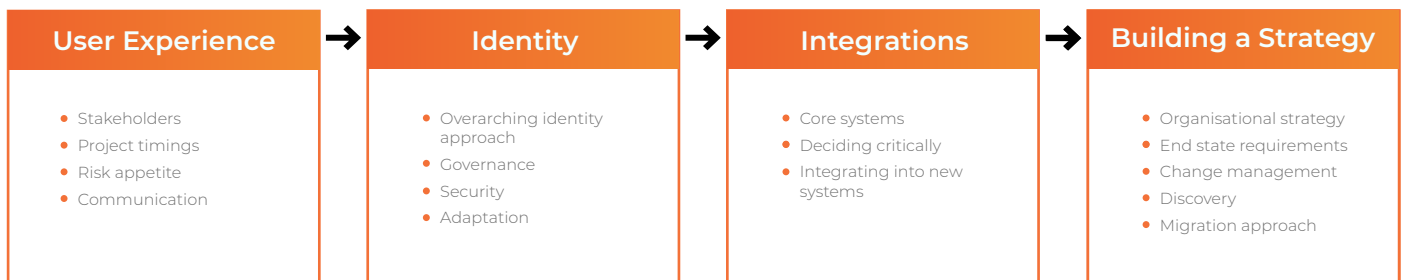 User Experience
Stakeholders
Project timings
Risk appetite
Communication
Identity
Overarching identity
approach
Governance
Security
Adaptation
Integrations
Core systems
Deciding critically
Integrating into new
systems
Building a Strategy
Organisational strategy
End state requirements
Change management
Discovery
Migration approach